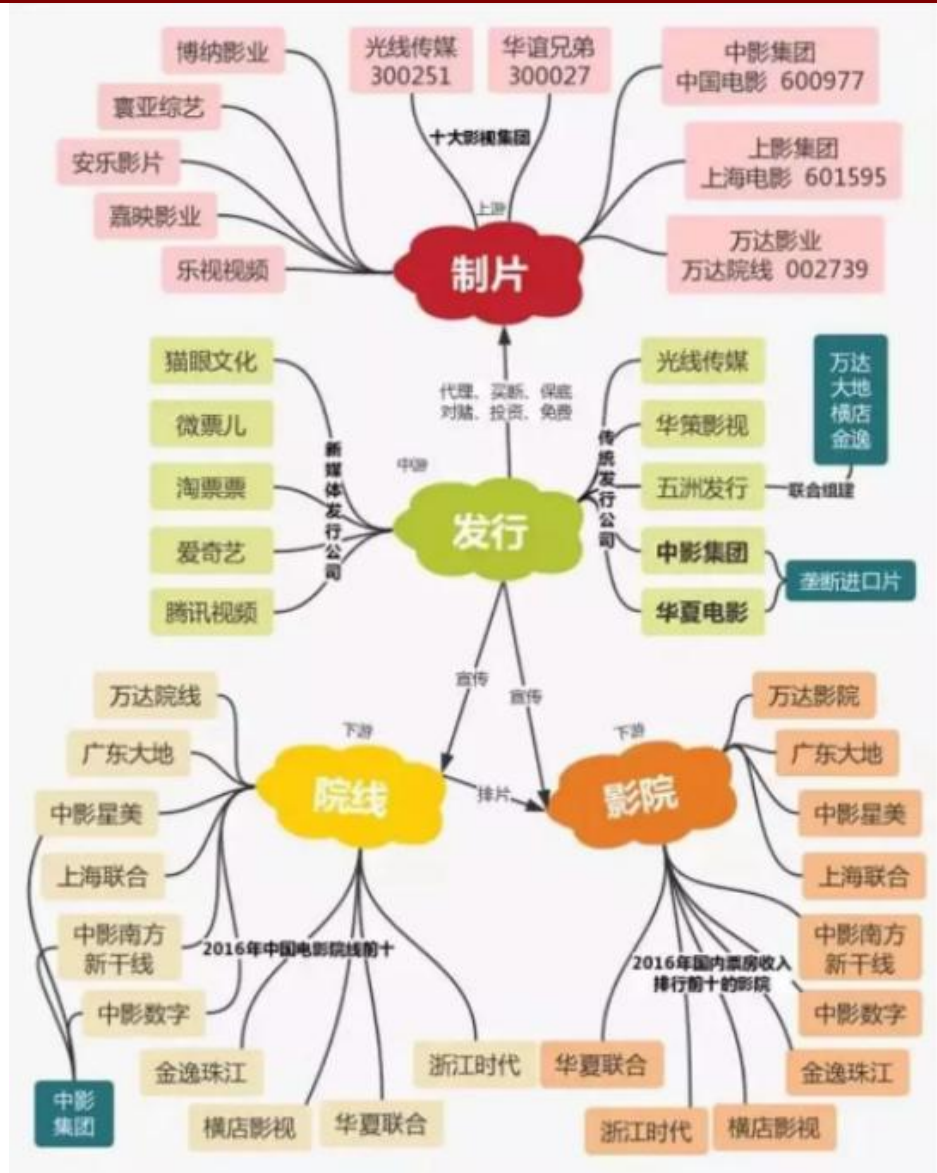 博纳影业
光线传媒
300251
华谊兄弟
300027
中影集团
中国电影 600977
寰亚综艺
十大影视集团
安乐影片
上影集团
上海电影 601595
嘉映影业
上游
乐视视频
制片
万达影业
万达院线 002739
猫眼文化
代理、买断、保底
对赌、投资、免费
光线传媒
万达
大地
横店
金逸
微票儿
华策影视
新媒体发行公司
中游
传统发行公司
淘票票
五洲发行
联合组建
发行
爱奇艺
中影集团
垄断进口片
腾讯视频
华夏电影
宣传
宣传
万达院线
下游
下游
万达影院
广东大地
广东大地
院线
排片
影院
中影星美
中影星美
上海联合
上海联合
中影南方
新干线
2016年中国电影院线前十
2016年国内票房收入
排行前十的影院
中影南方
新干线
中影数字
中影数字
金逸珠江
浙江时代
华夏联合
金逸珠江
中影
集团
横店影视
华夏联合
浙江时代
横店影视